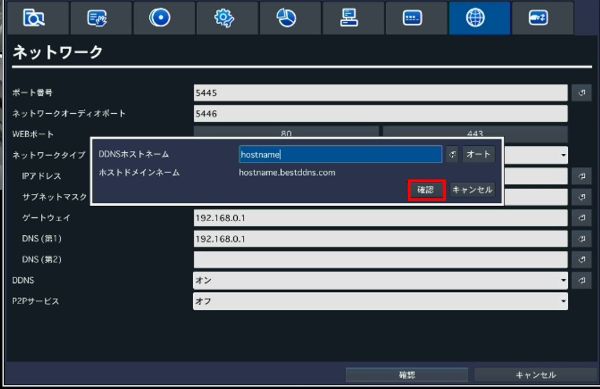 ネットワーク
ポート番号 5445
ネットワークオーディオポート 5446
WEBポート 80 443
ネットワークタイプ
DDNSホストネーム hostname オート
ホストドメインネーム hostname.bestddns.com
確認 キャンセル
IPアドレス
サブネットマスク
ゲートウェイ 192.168.0.1
DNS (第1) 192.168.0.1
DNS (第2)
DDNS オン
P2Pサービス オフ
確認 キャンセル